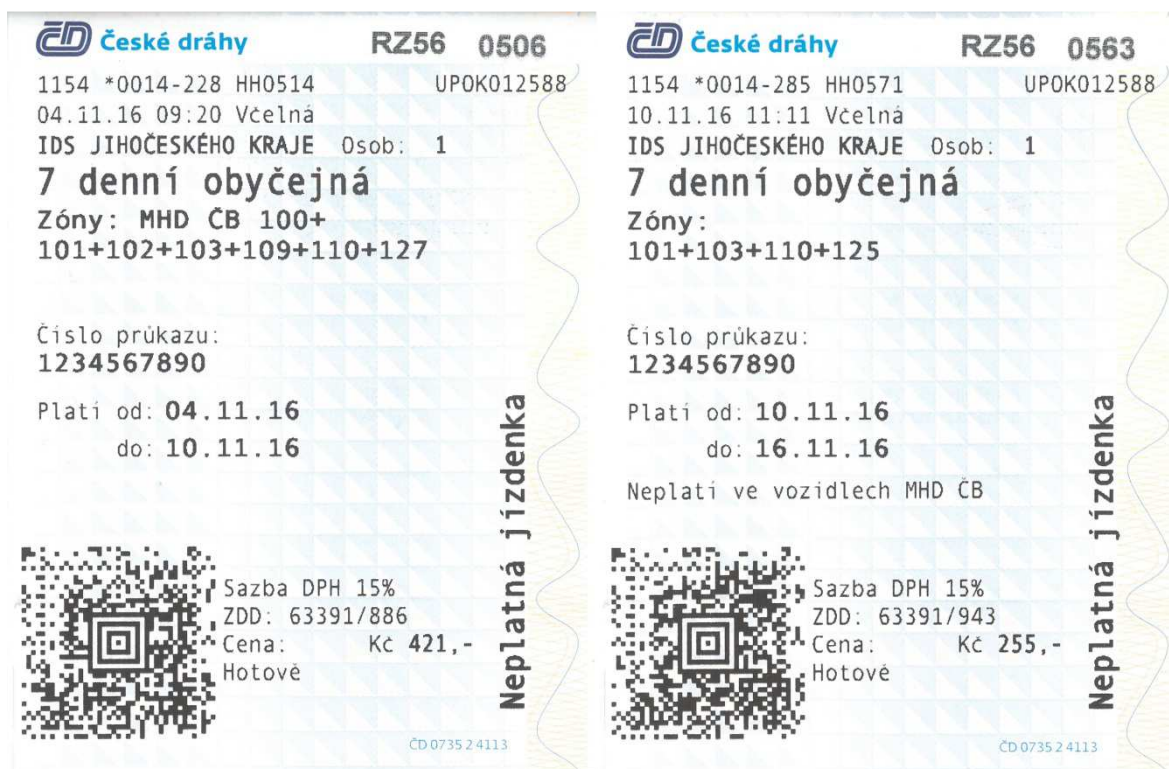 České dráhy RZ56 0506
1154 *0014-228 HH0514 UPOK012588
04.11.16 09:20 Včelná
IDS JIHOČESKÉHO KRAJE Osob: 1
7 denní obyčejná
Zóny: MHD ČB 100+
101+102+103+109+110+127
Číslo průkazu:
1234567890
Platí od: 04.11.16
do: 10.11.16
Neplatná jízdenka
Sazba DPH 15%
ZDD: 63391/886
Cena: Kč 421,-
Hotově
ČD 0735 2 4113
České dráhy RZ56 0563
1154 *0014-285 HH0571 UPOK012588
10.11.16 11:11 Včelná
IDS JIHOČESKÉHO KRAJE Osob: 1
7 denní obyčejná
Zóny:
101+103+110+125
Číslo průkazu:
1234567890
Platí od: 10.11.16
do: 16.11.16
Neplatí ve vozidlech MHD ČB
Neplatná jízdenka
Sazba DPH 15%
ZDD: 63391/943
Cena: Kč 255,-
Hotově
ČD 0735 2 4113